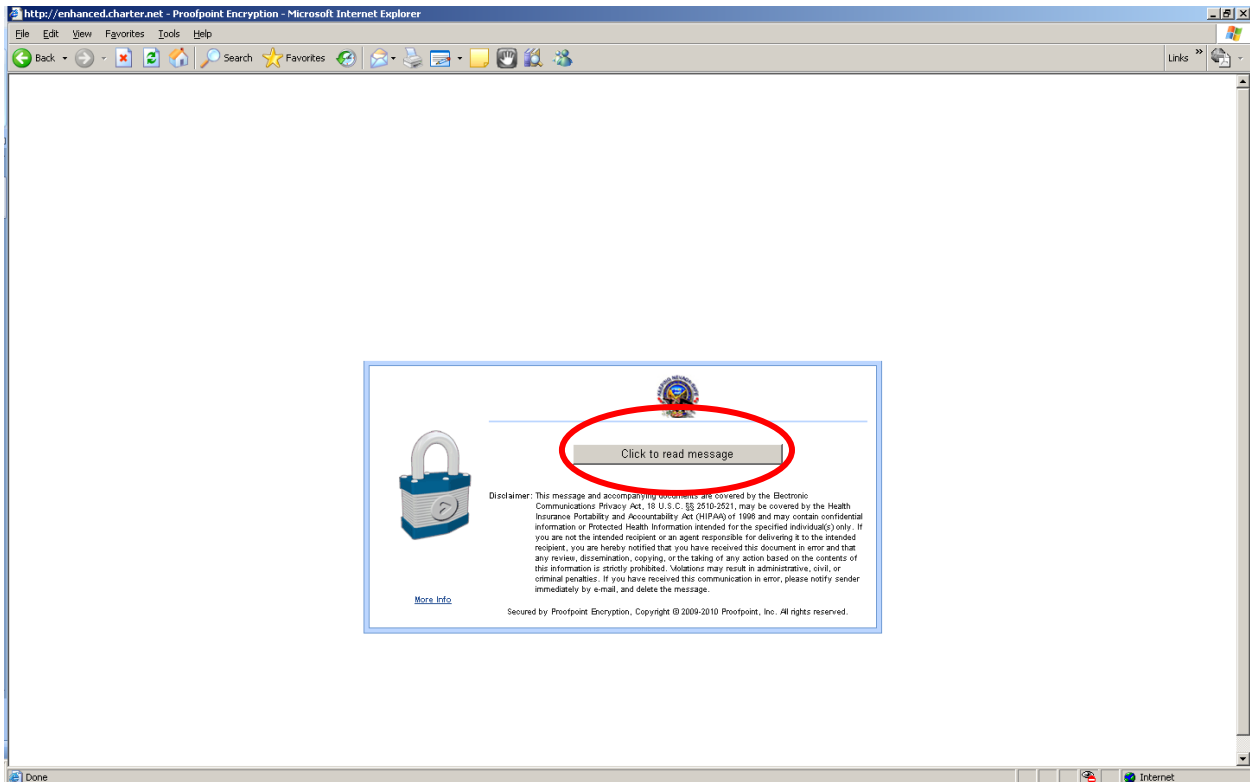 http://enhanced.charter.net - Proofpoint Encryption - Microsoft Internet Explorer
File Edit View Favorites Tools Help
Back Search Favorites Links »
Click to read message
Disclaimer: This message and accompanying documents are covered by the Electronic
Communications Privacy Act, 18 U.S.C. §§ 2510-2521, may be covered by the Health
Insurance Portability and Accountability Act (HIPAA) of 1996 and may contain confidential
information or Protected Health Information intended for the specified individual(s) only. If
you are not the intended recipient or an agent responsible for delivering it to the intended
recipient, you are hereby notified that you have received this document in error and that
any review, dissemination, copying, or the taking of any action based on the contents of
this information is strictly prohibited. Violations may result in administrative, civil, or
criminal penalties. If you have received this communication in error, please notify sender
immediately by e-mail, and delete the message.
More Info
Secured by Proofpoint Encryption, Copyright © 2009-2010 Proofpoint, Inc. All rights reserved.
Done Internet